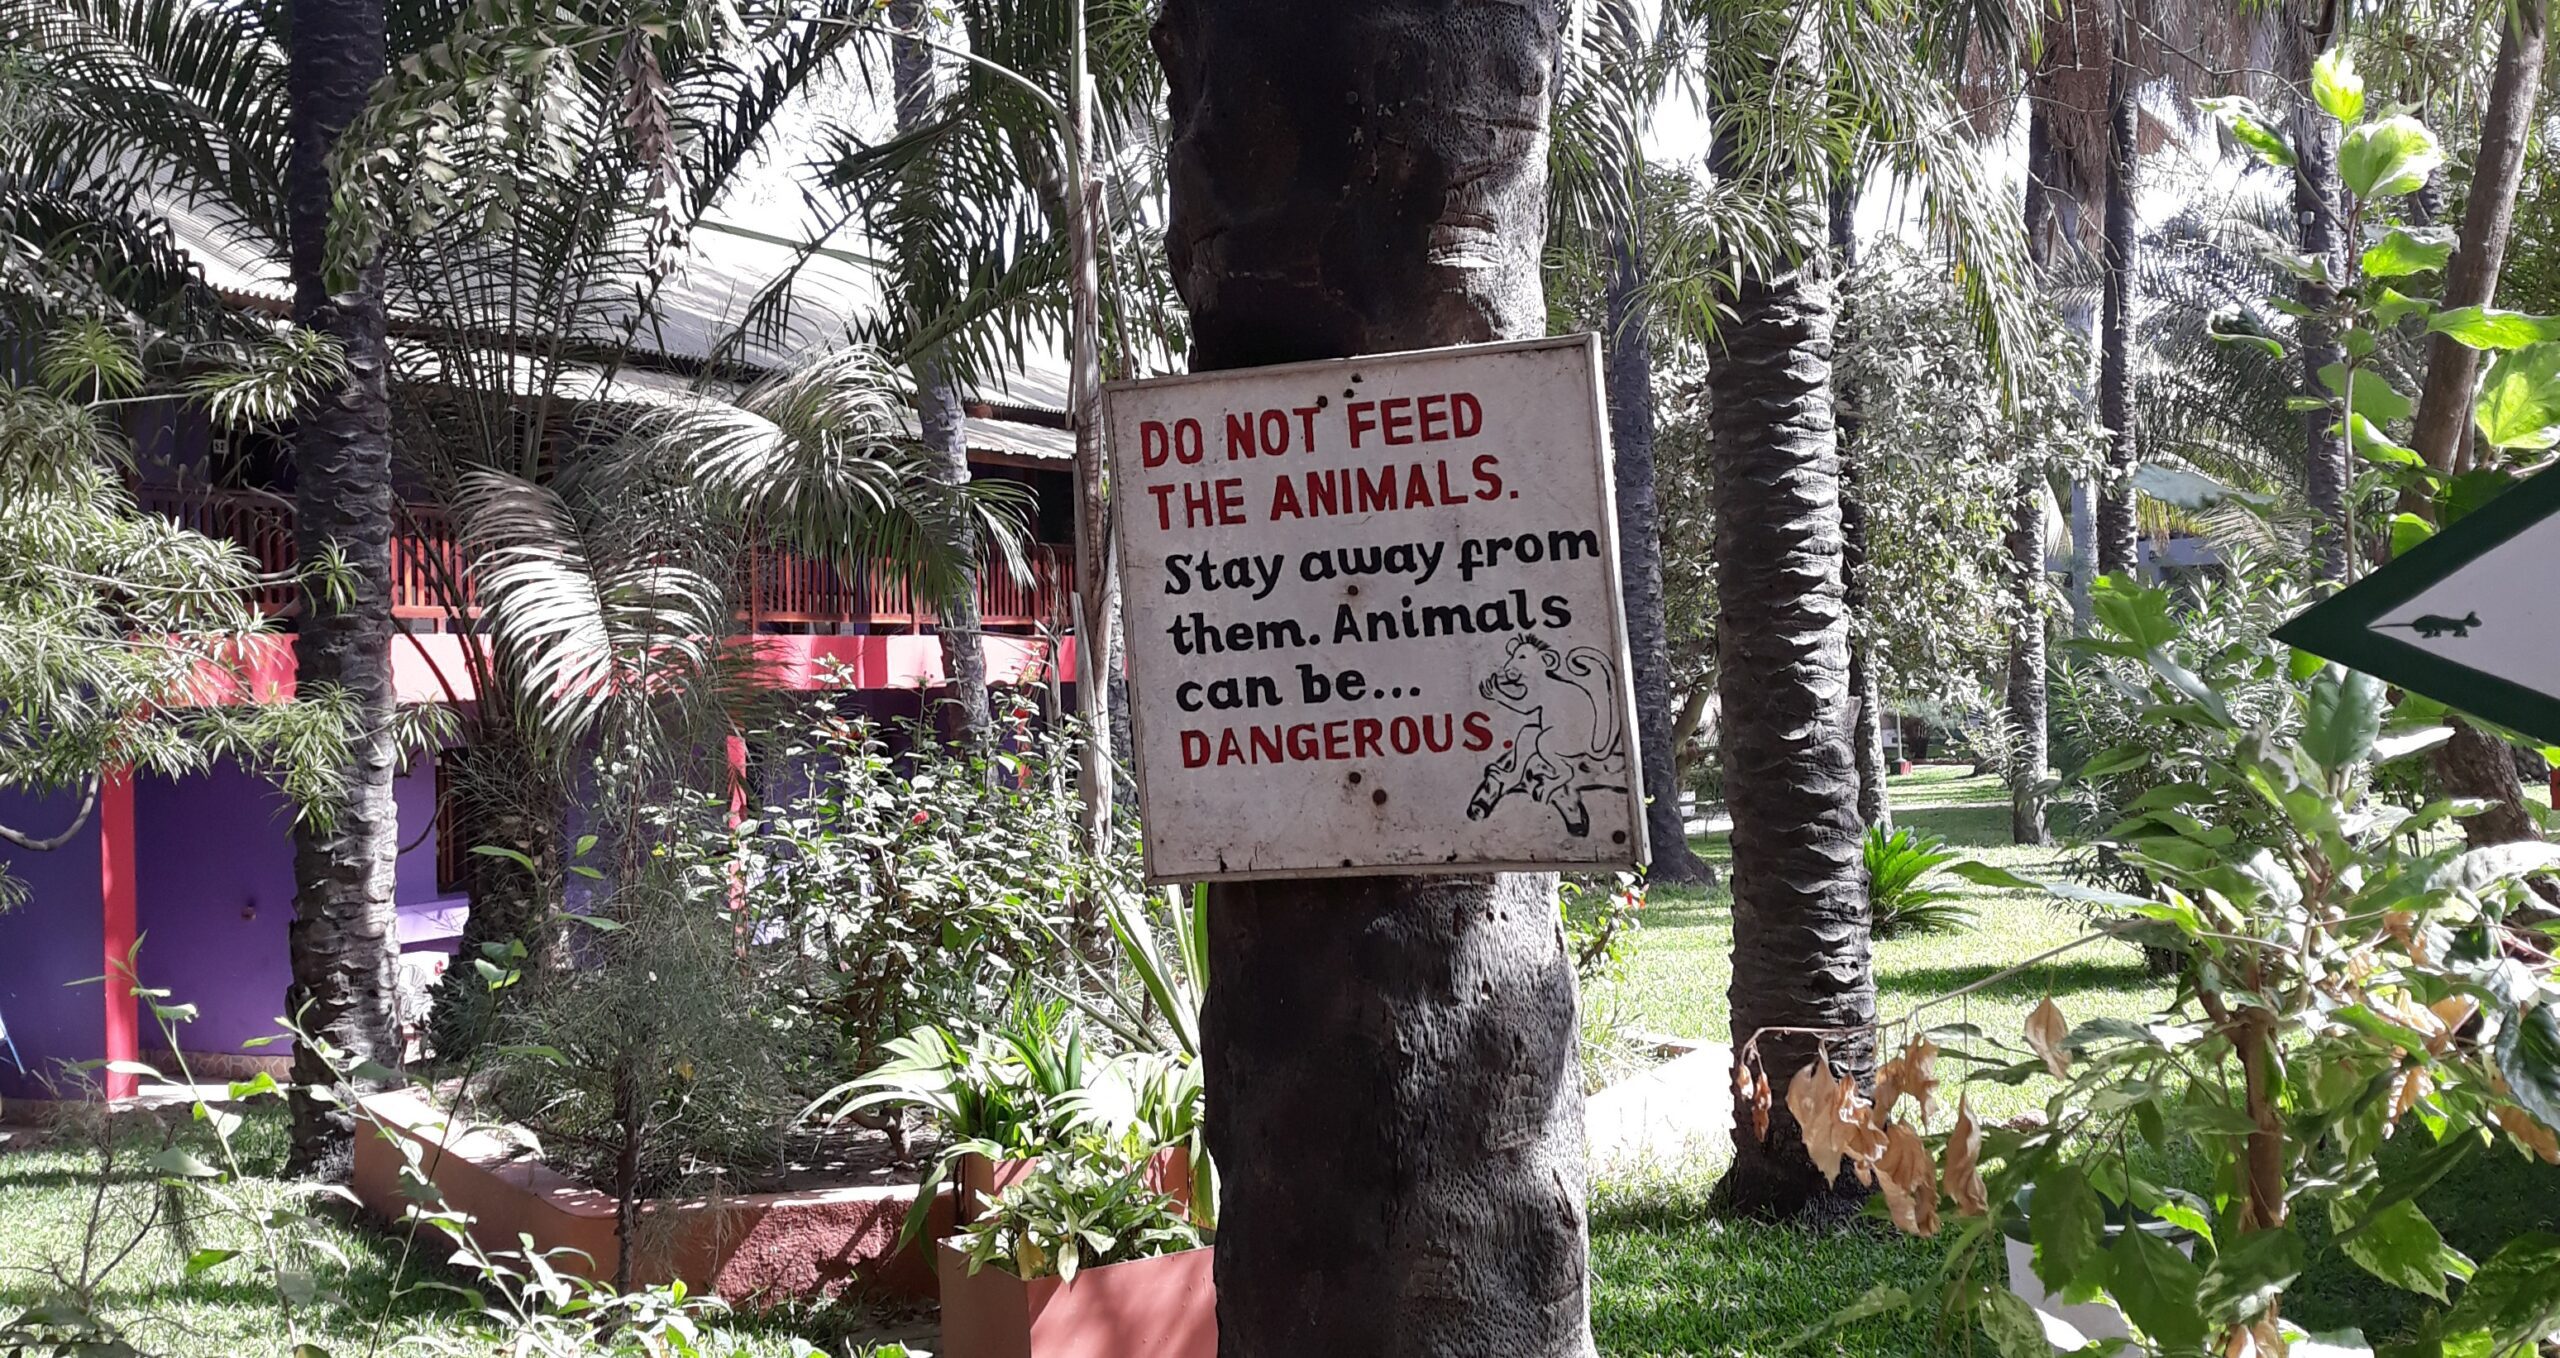 DO NOT FEED
THE ANIMALS.
Stay away from
them. Animals
can be...
DANGEROUS.